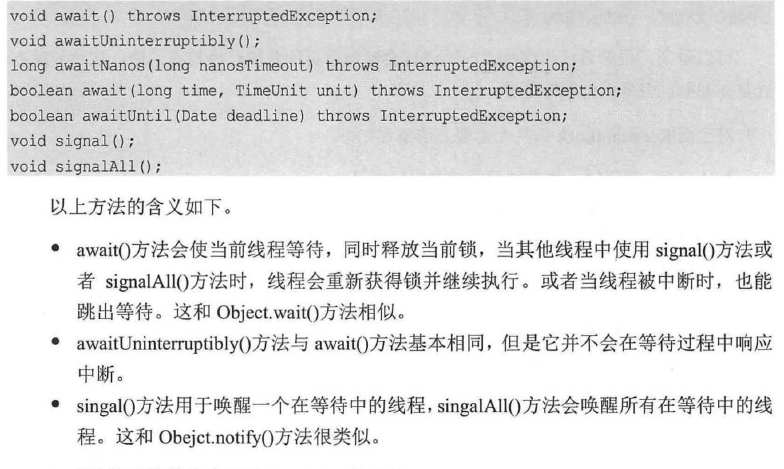 void await() throws InterruptedException;
void awaitUninterruptibly();
long awaitNanos(long nanosTimeout) throws InterruptedException;
boolean await(long time, TimeUnit unit) throws InterruptedException;
boolean awaitUntil(Date deadline) throws InterruptedException;
void signal();
void signalAll();
以上方法的含义如下。
● await()方法会使当前线程等待，同时释放当前锁，当其他线程中使用 signal()方法或
者 signalAll()方法时，线程会重新获得锁并继续执行。或者当线程被中断时，也能
跳出等待。这和 Object.wait()方法相似。
● awaitUninterruptibly()方法与 await()方法基本相同，但是它并不会在等待过程中响应
中断。
● singal()方法用于唤醒一个在等待中的线程，singalAll()方法会唤醒所有在等待中的线
程。这和 Obejct.notify()方法很类似。